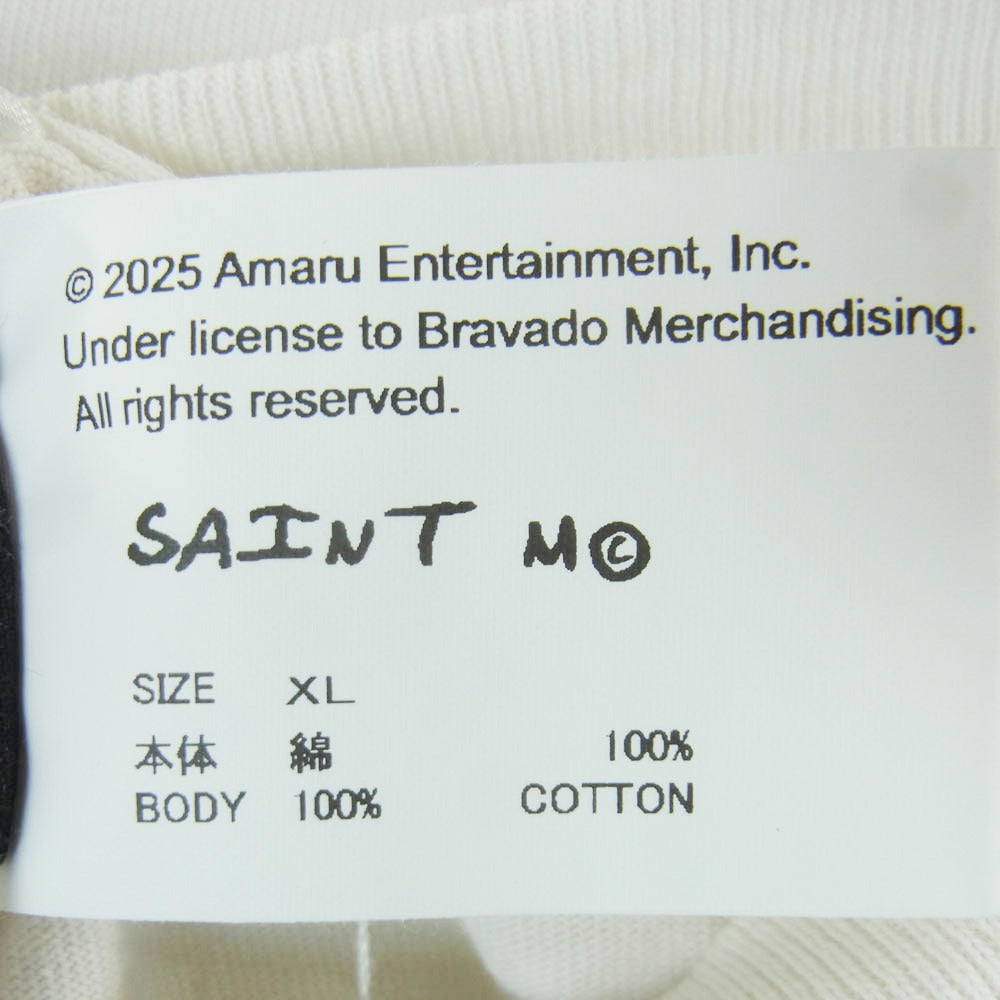 © 2025 Amaru Entertainment, Inc.
Under license to Bravado Merchandising.
All rights reserved.
SAINT M©
SIZE XL
本体 綿 100%
BODY 100% COTTON